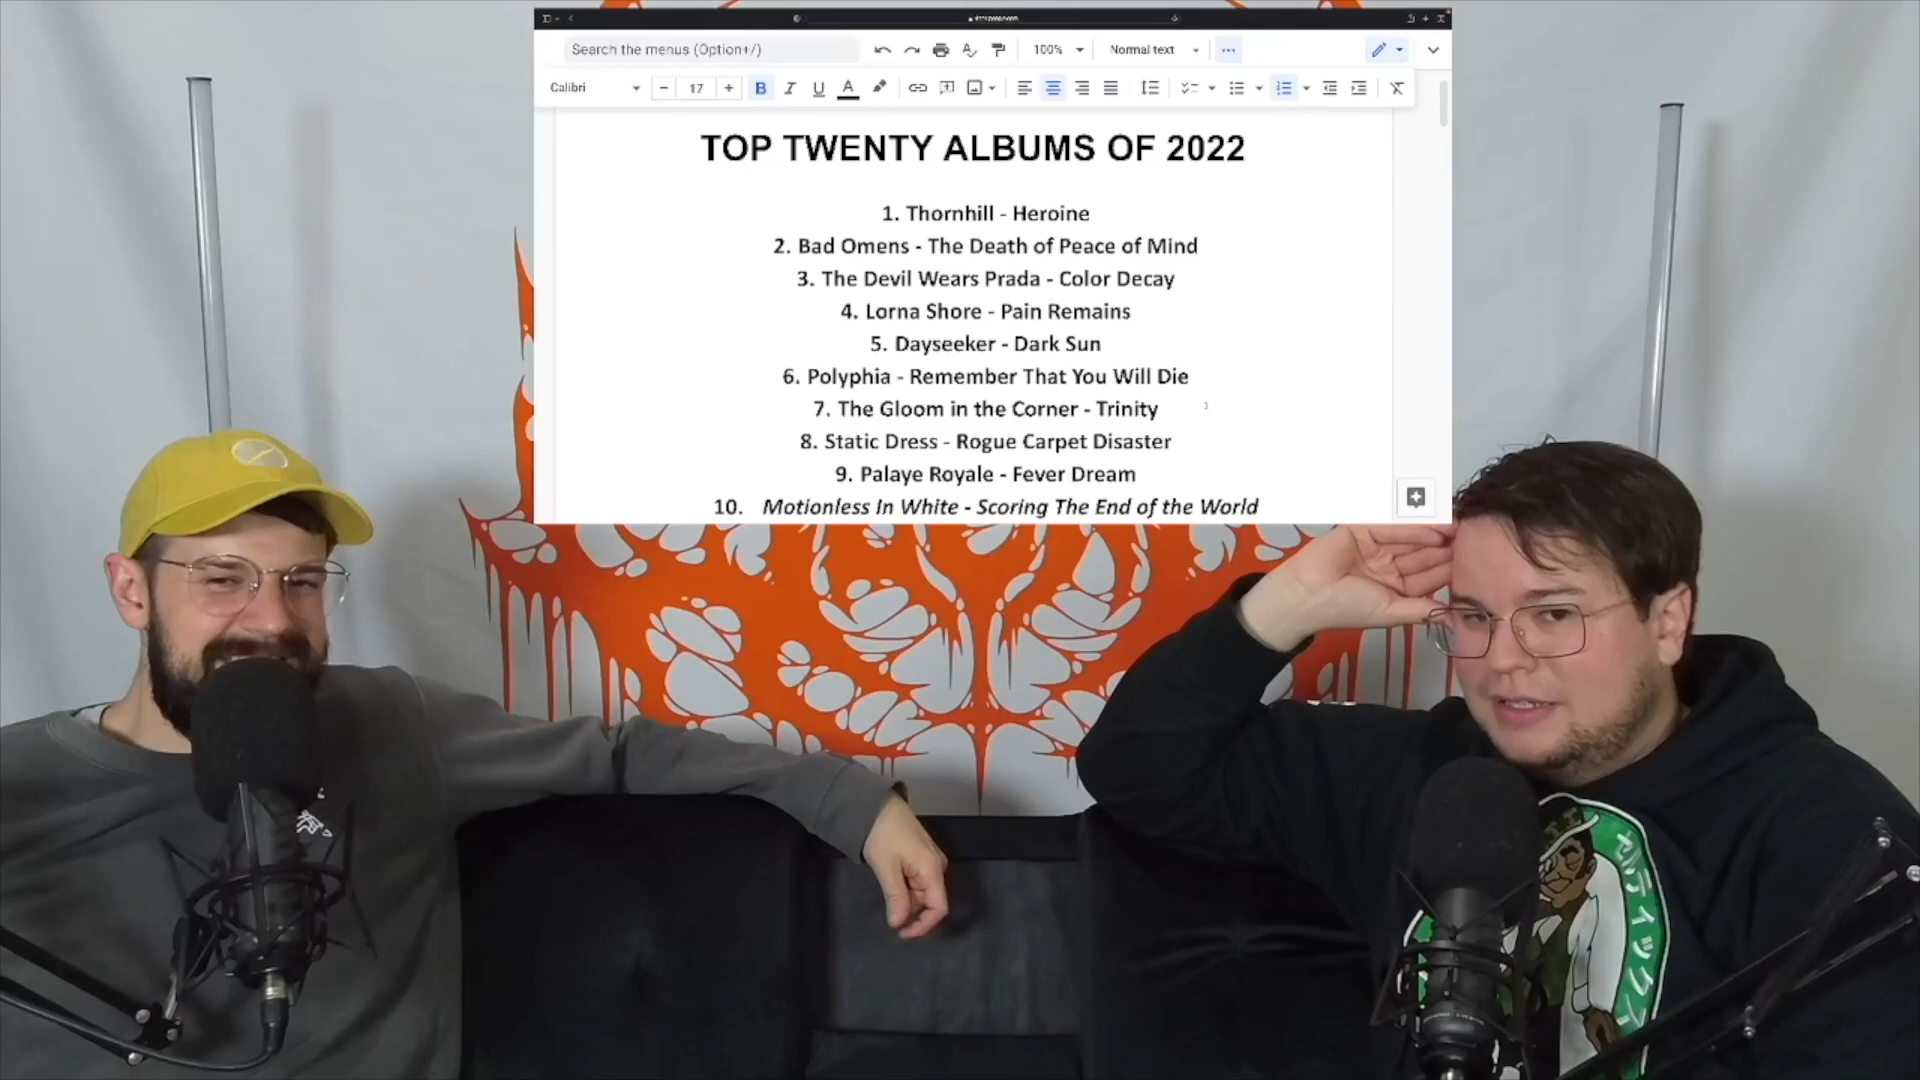 Search the menus (Option+/)
100%
Normal text
Calibri
17
B
I
U
A
TOP TWENTY ALBUMS OF 2022
1. Thornhill - Heroine
2. Bad Omens - The Death of Peace of Mind
3. The Devil Wears Prada - Color Decay
4. Lorna Shore - Pain Remains
5. Dayseeker - Dark Sun
6. Polyphia - Remember That You Will Die
7. The Gloom in the Corner - Trinity
8. Static Dress - Rogue Carpet Disaster
9. Palaye Royale - Fever Dream
10. Motionless In White - Scoring The End of the World